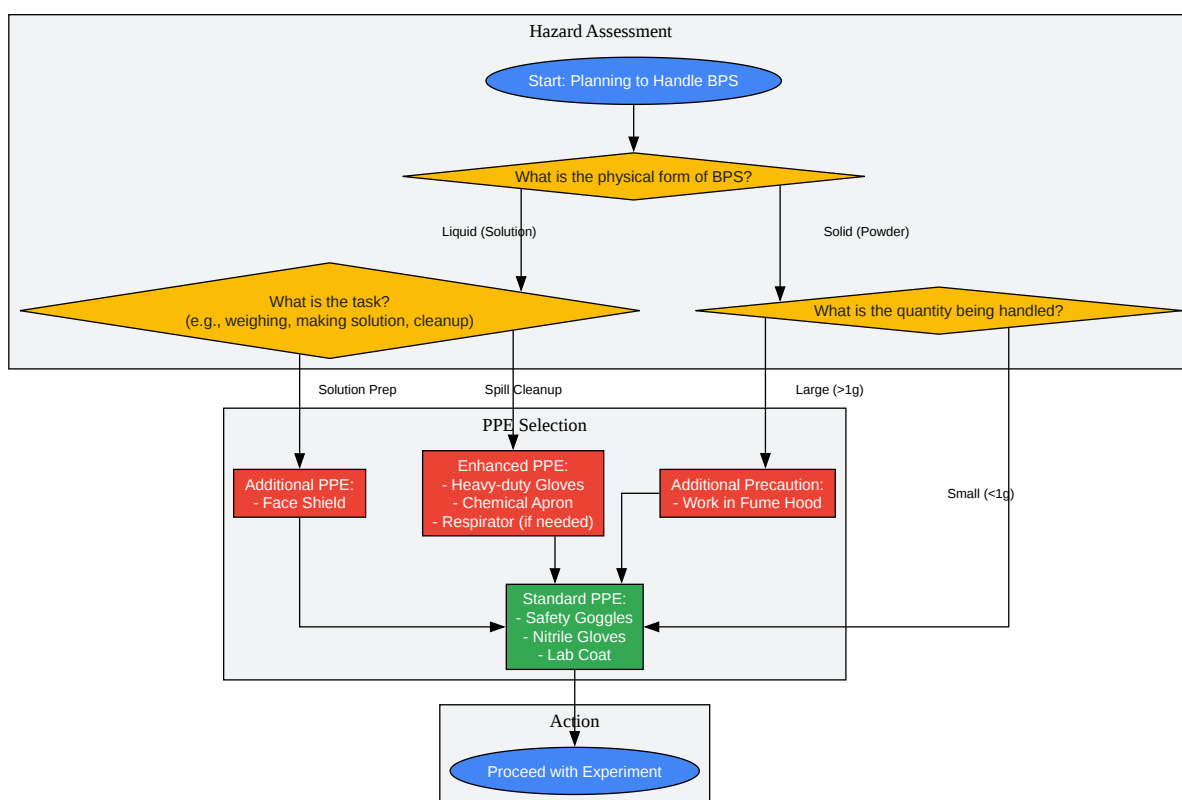 Hazard Assessment
Start: Planning to Handle BPS
What is the physical form of BPS?
Liquid (Solution)
Solid (Powder)
What is the task?
(e.g., weighing, making solution, cleanup)
What is the quantity being handled?
Solution Prep
Spill Cleanup
Large (>1g)
Small (<1g)
PPE Selection
Additional PPE:
- Face Shield
Enhanced PPE:
- Heavy-duty Gloves
- Chemical Apron
- Respirator (if needed)
Additional Precaution:
- Work in Fume Hood
Standard PPE:
- Safety Goggles
- Nitrile Gloves
- Lab Coat
Action
Proceed with Experiment